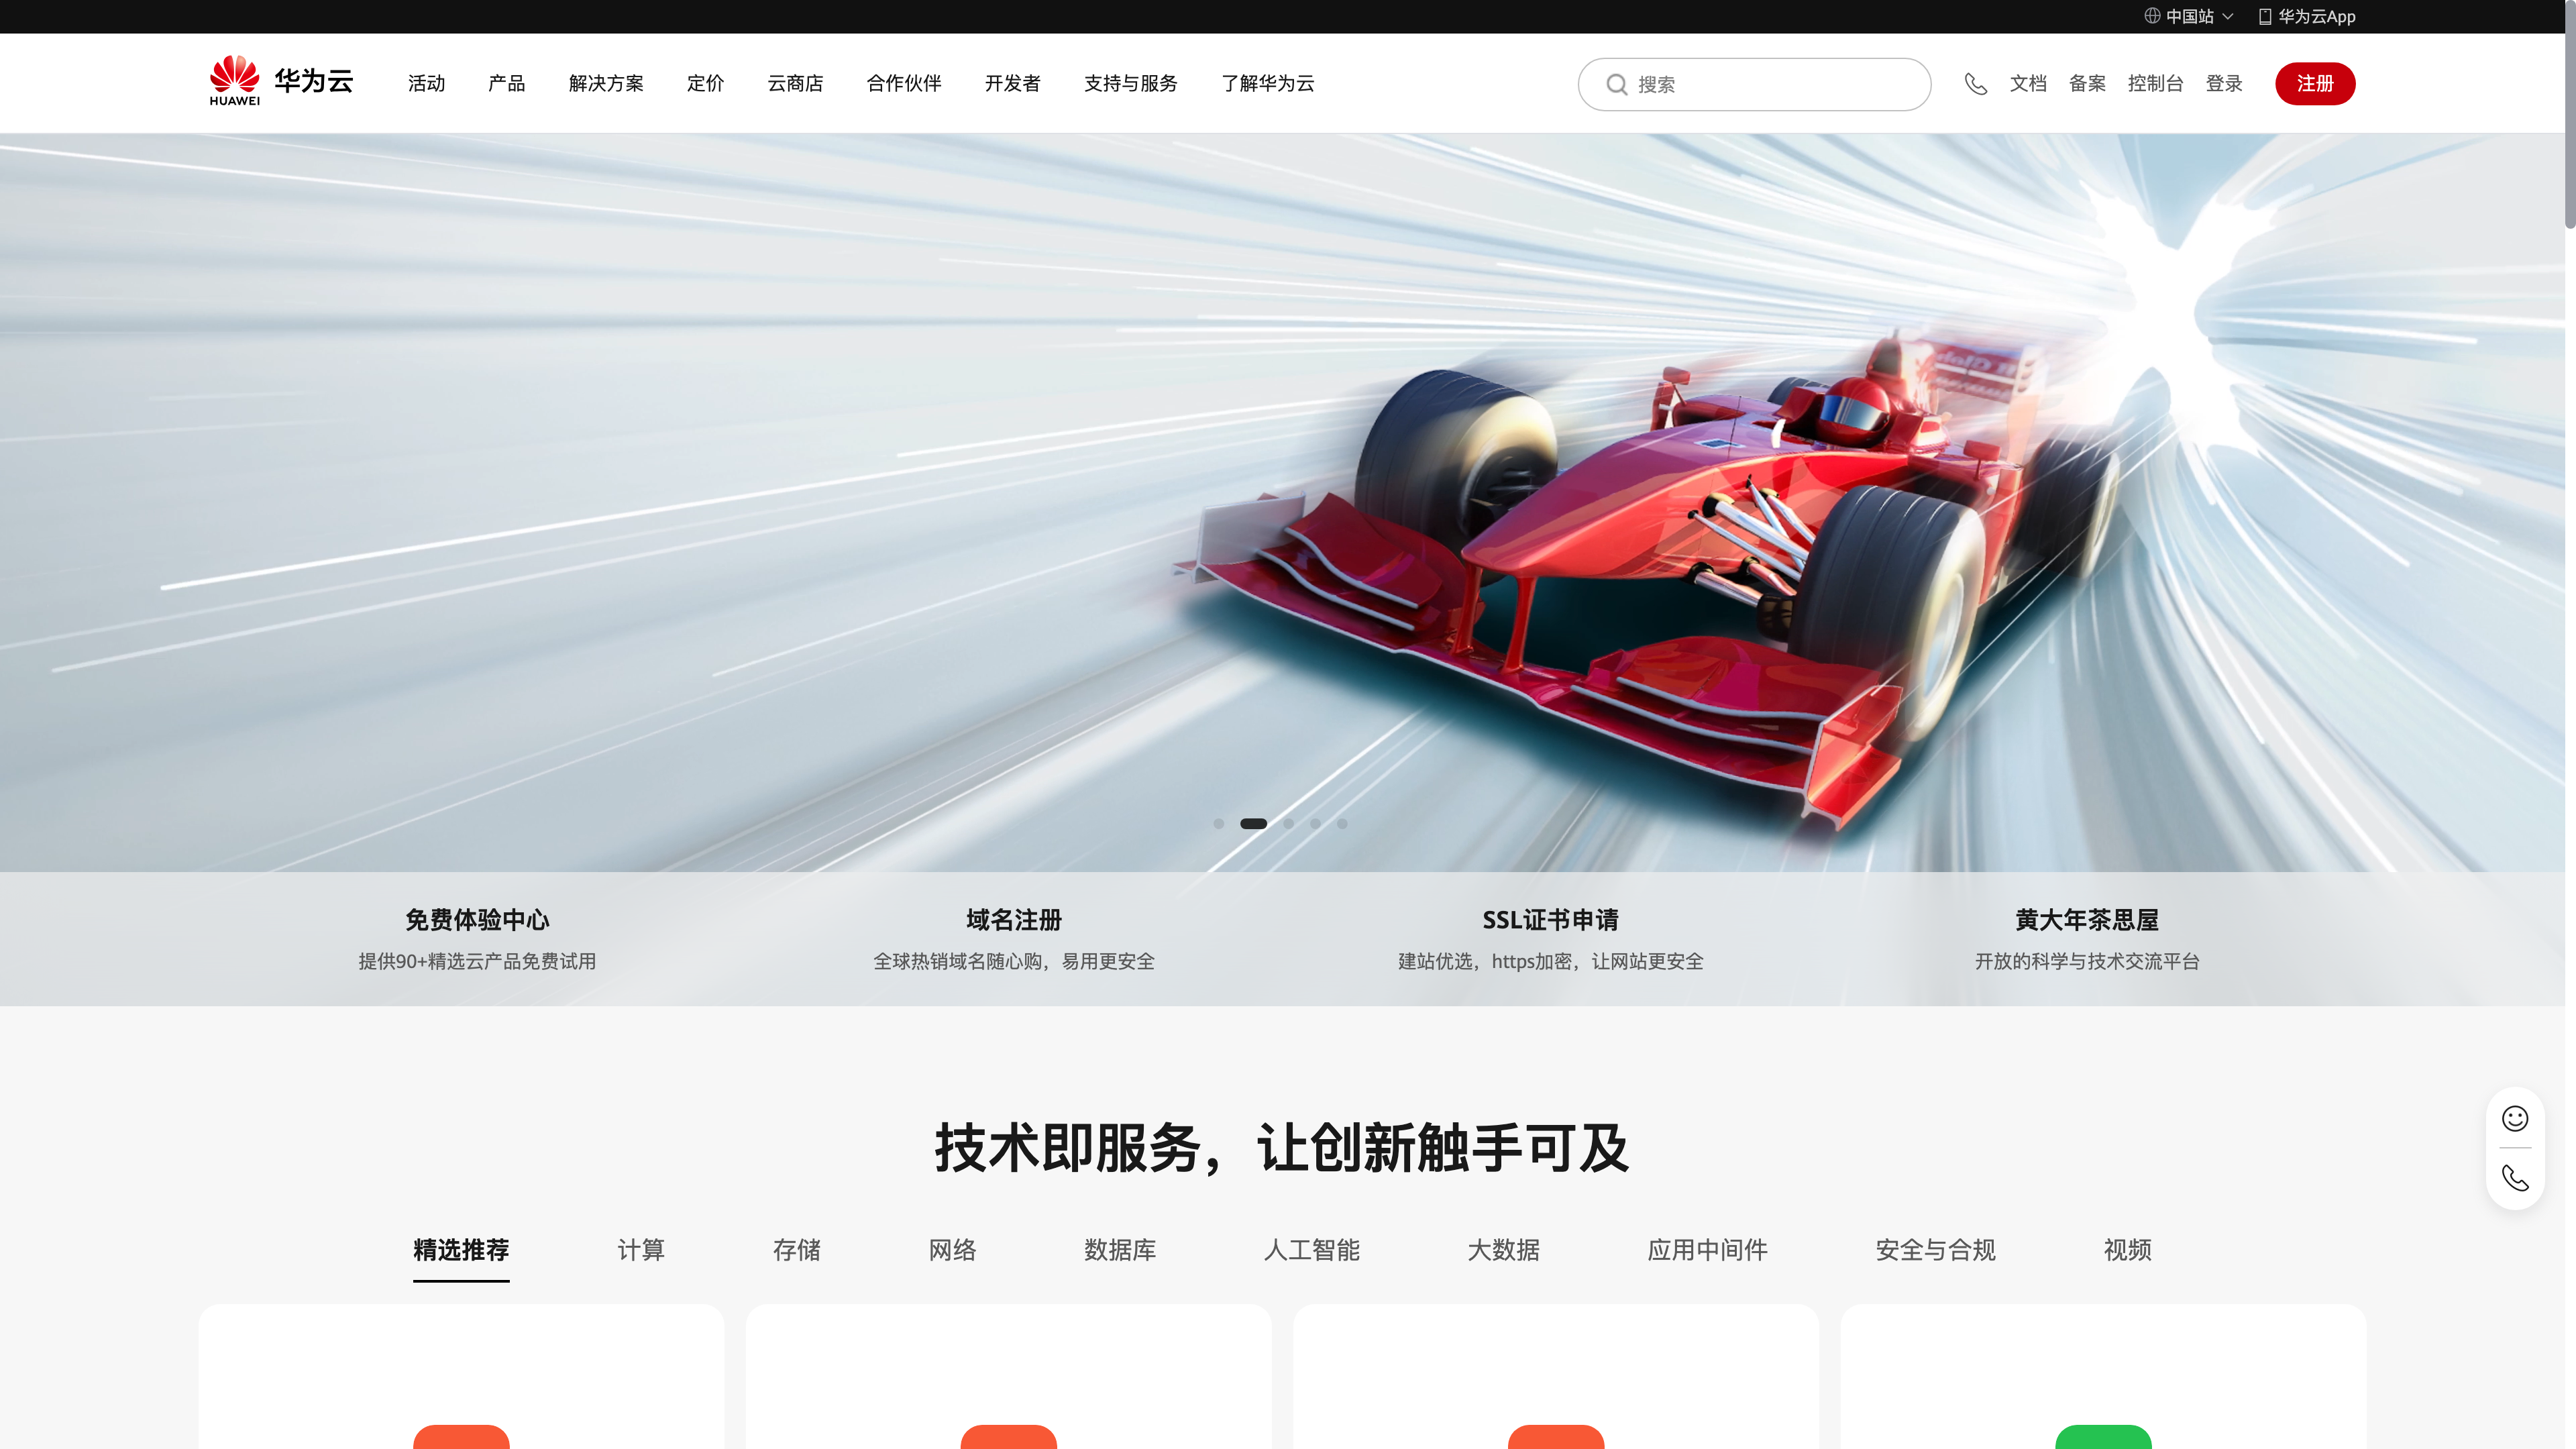 中国站
华为云App
HUAWEI
华为云
活动
产品
解决方案
定价
云商店
合作伙伴
开发者
支持与服务
了解华为云
搜索
文档
备案
控制台
登录
注册
免费体验中心
提供90+精选云产品免费试用
域名注册
全球热销域名随心购，易用更安全
SSL证书申请
建站优选，https加密，让网站更安全
黄大年茶思屋
开放的科学与技术交流平台
技术即服务，让创新触手可及
精选推荐
计算
存储
网络
数据库
人工智能
大数据
应用中间件
安全与合规
视频